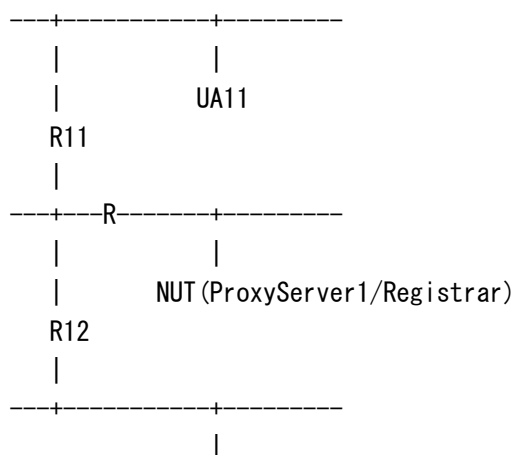 ---+-----------+---------
   |           |
   |         UA11
  R11
   |
---+---R-------+---------
   |           |
   |     NUT(ProxyServer1/Registrar)
  R12
   |
---+-----------+---------
               |